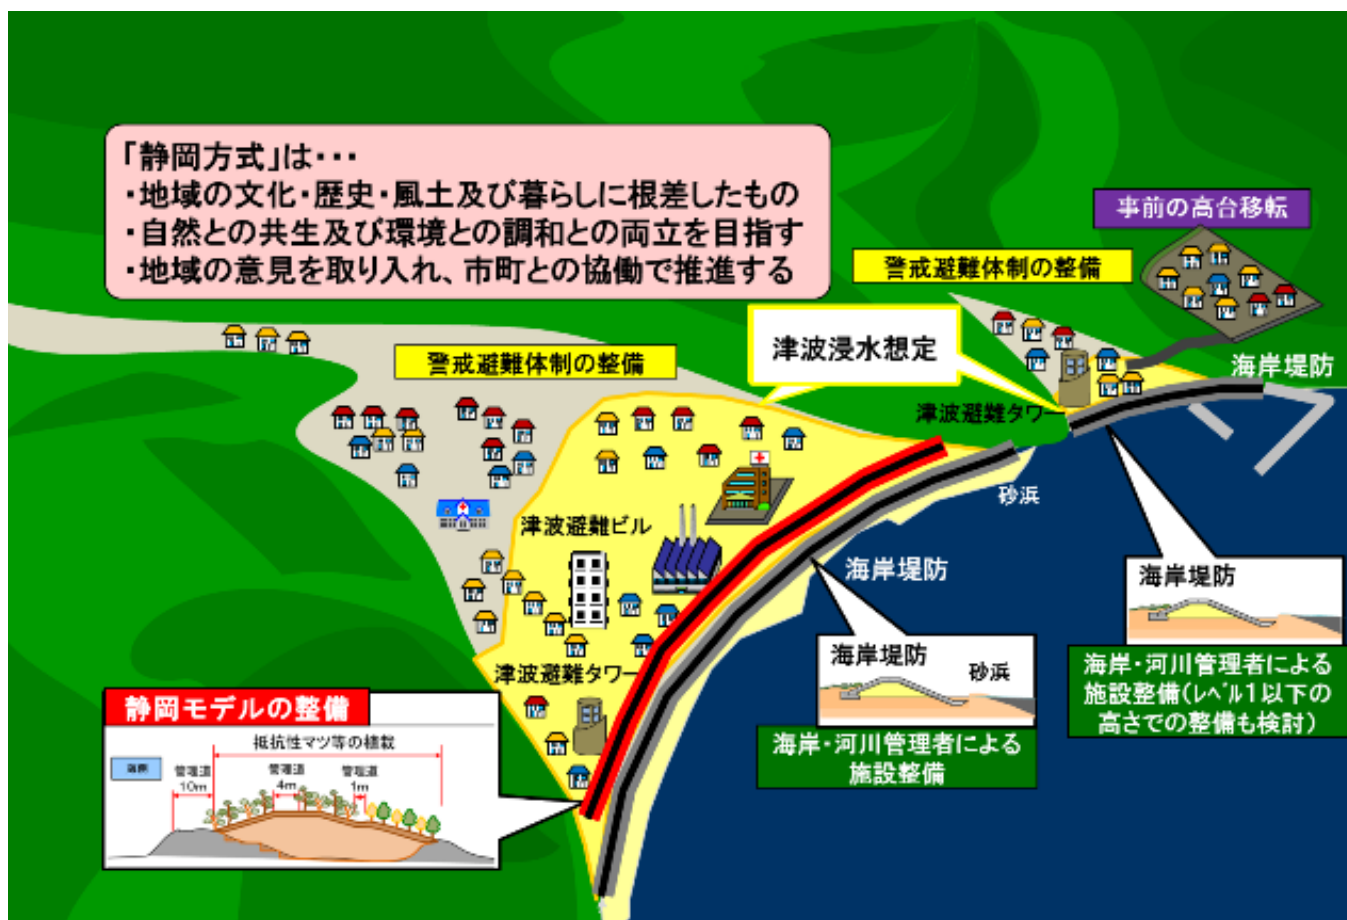 「静岡方式」は・・・
・地域の文化・歴史・風土及び暮らしに根差したもの
・自然との共生及び環境との調和との両立を目指す
・地域の意見を取り入れ、市町との協働で推進する
事前の高台移転
警戒避難体制の整備
津波浸水想定
海岸堤防
警戒避難体制の整備
津波避難タワー
砂浜
津波避難ビル
海岸堤防
海岸堤防
海岸・河川管理者による
施設整備(ﾚﾍﾞﾙ1以下の
高さでの整備も検討)
海岸堤防
砂浜
海岸・河川管理者による
施設整備
津波避難タワー
静岡モデルの整備
抵抗性マツ等の植栽
管理道
10m
管理道
4m
管理道
1m